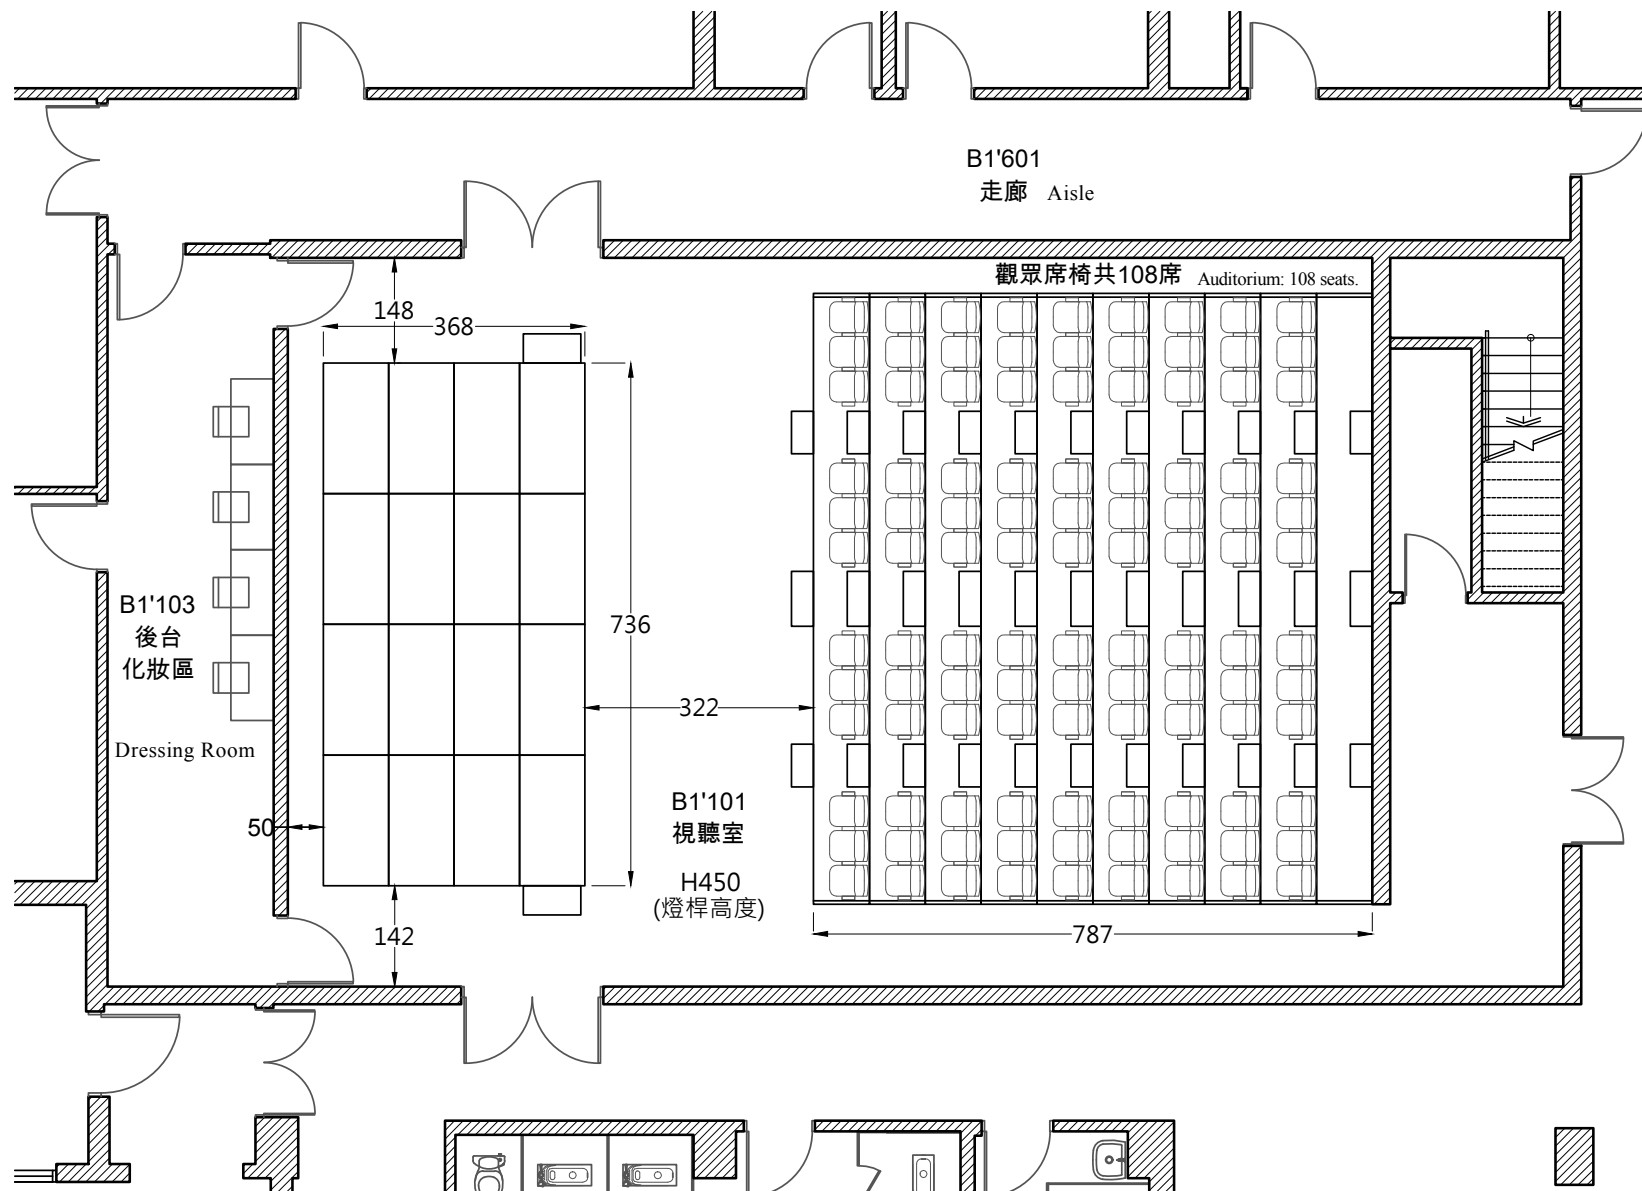 B1'601
走廊 Aisle
觀眾席椅共108席 Auditorium: 108 seats.
148
368
736
322
B1'103
後台
化妝區
Dressing Room
50
B1'101
視聽室
H450
(燈桿高度)
142
787